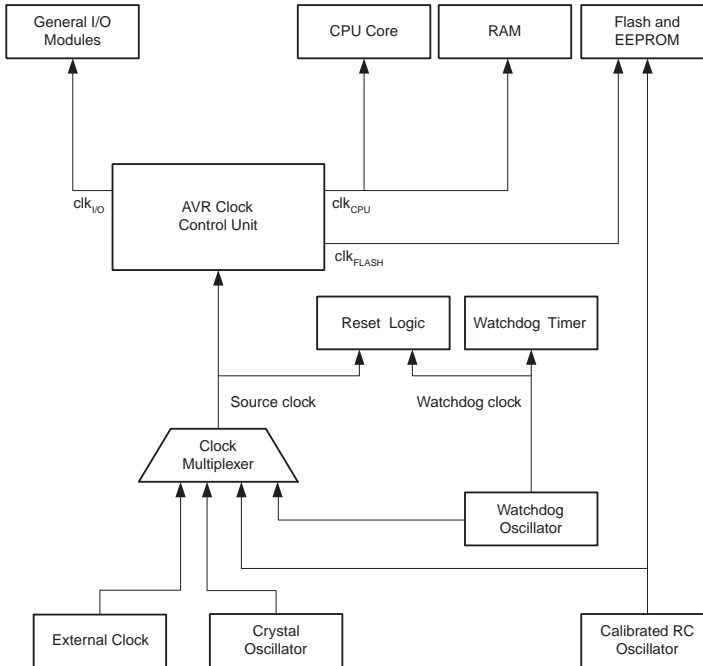 General I/O
Modules
CPU Core
RAM
Flash and
EEPROM
clkI/O
AVR Clock
Control Unit
clkCPU
clkFLASH
Reset Logic
Watchdog Timer
Source clock
Watchdog clock
Clock
Multiplexer
Watchdog
Oscillator
External Clock
Crystal
Oscillator
Calibrated RC
Oscillator